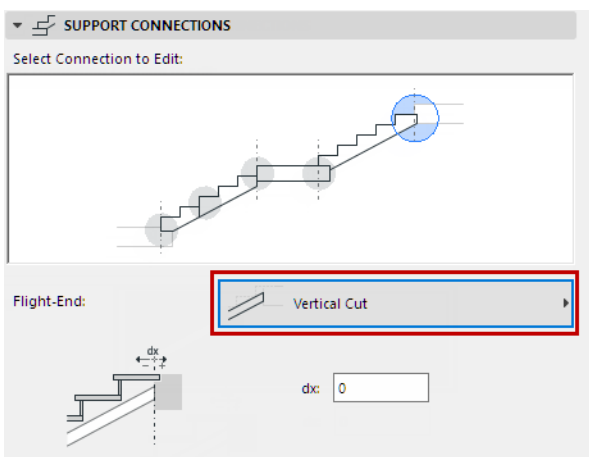 SUPPORT CONNECTIONS
Select Connection to Edit:
Flight-End:
Vertical Cut
dx
- +
dx: 0